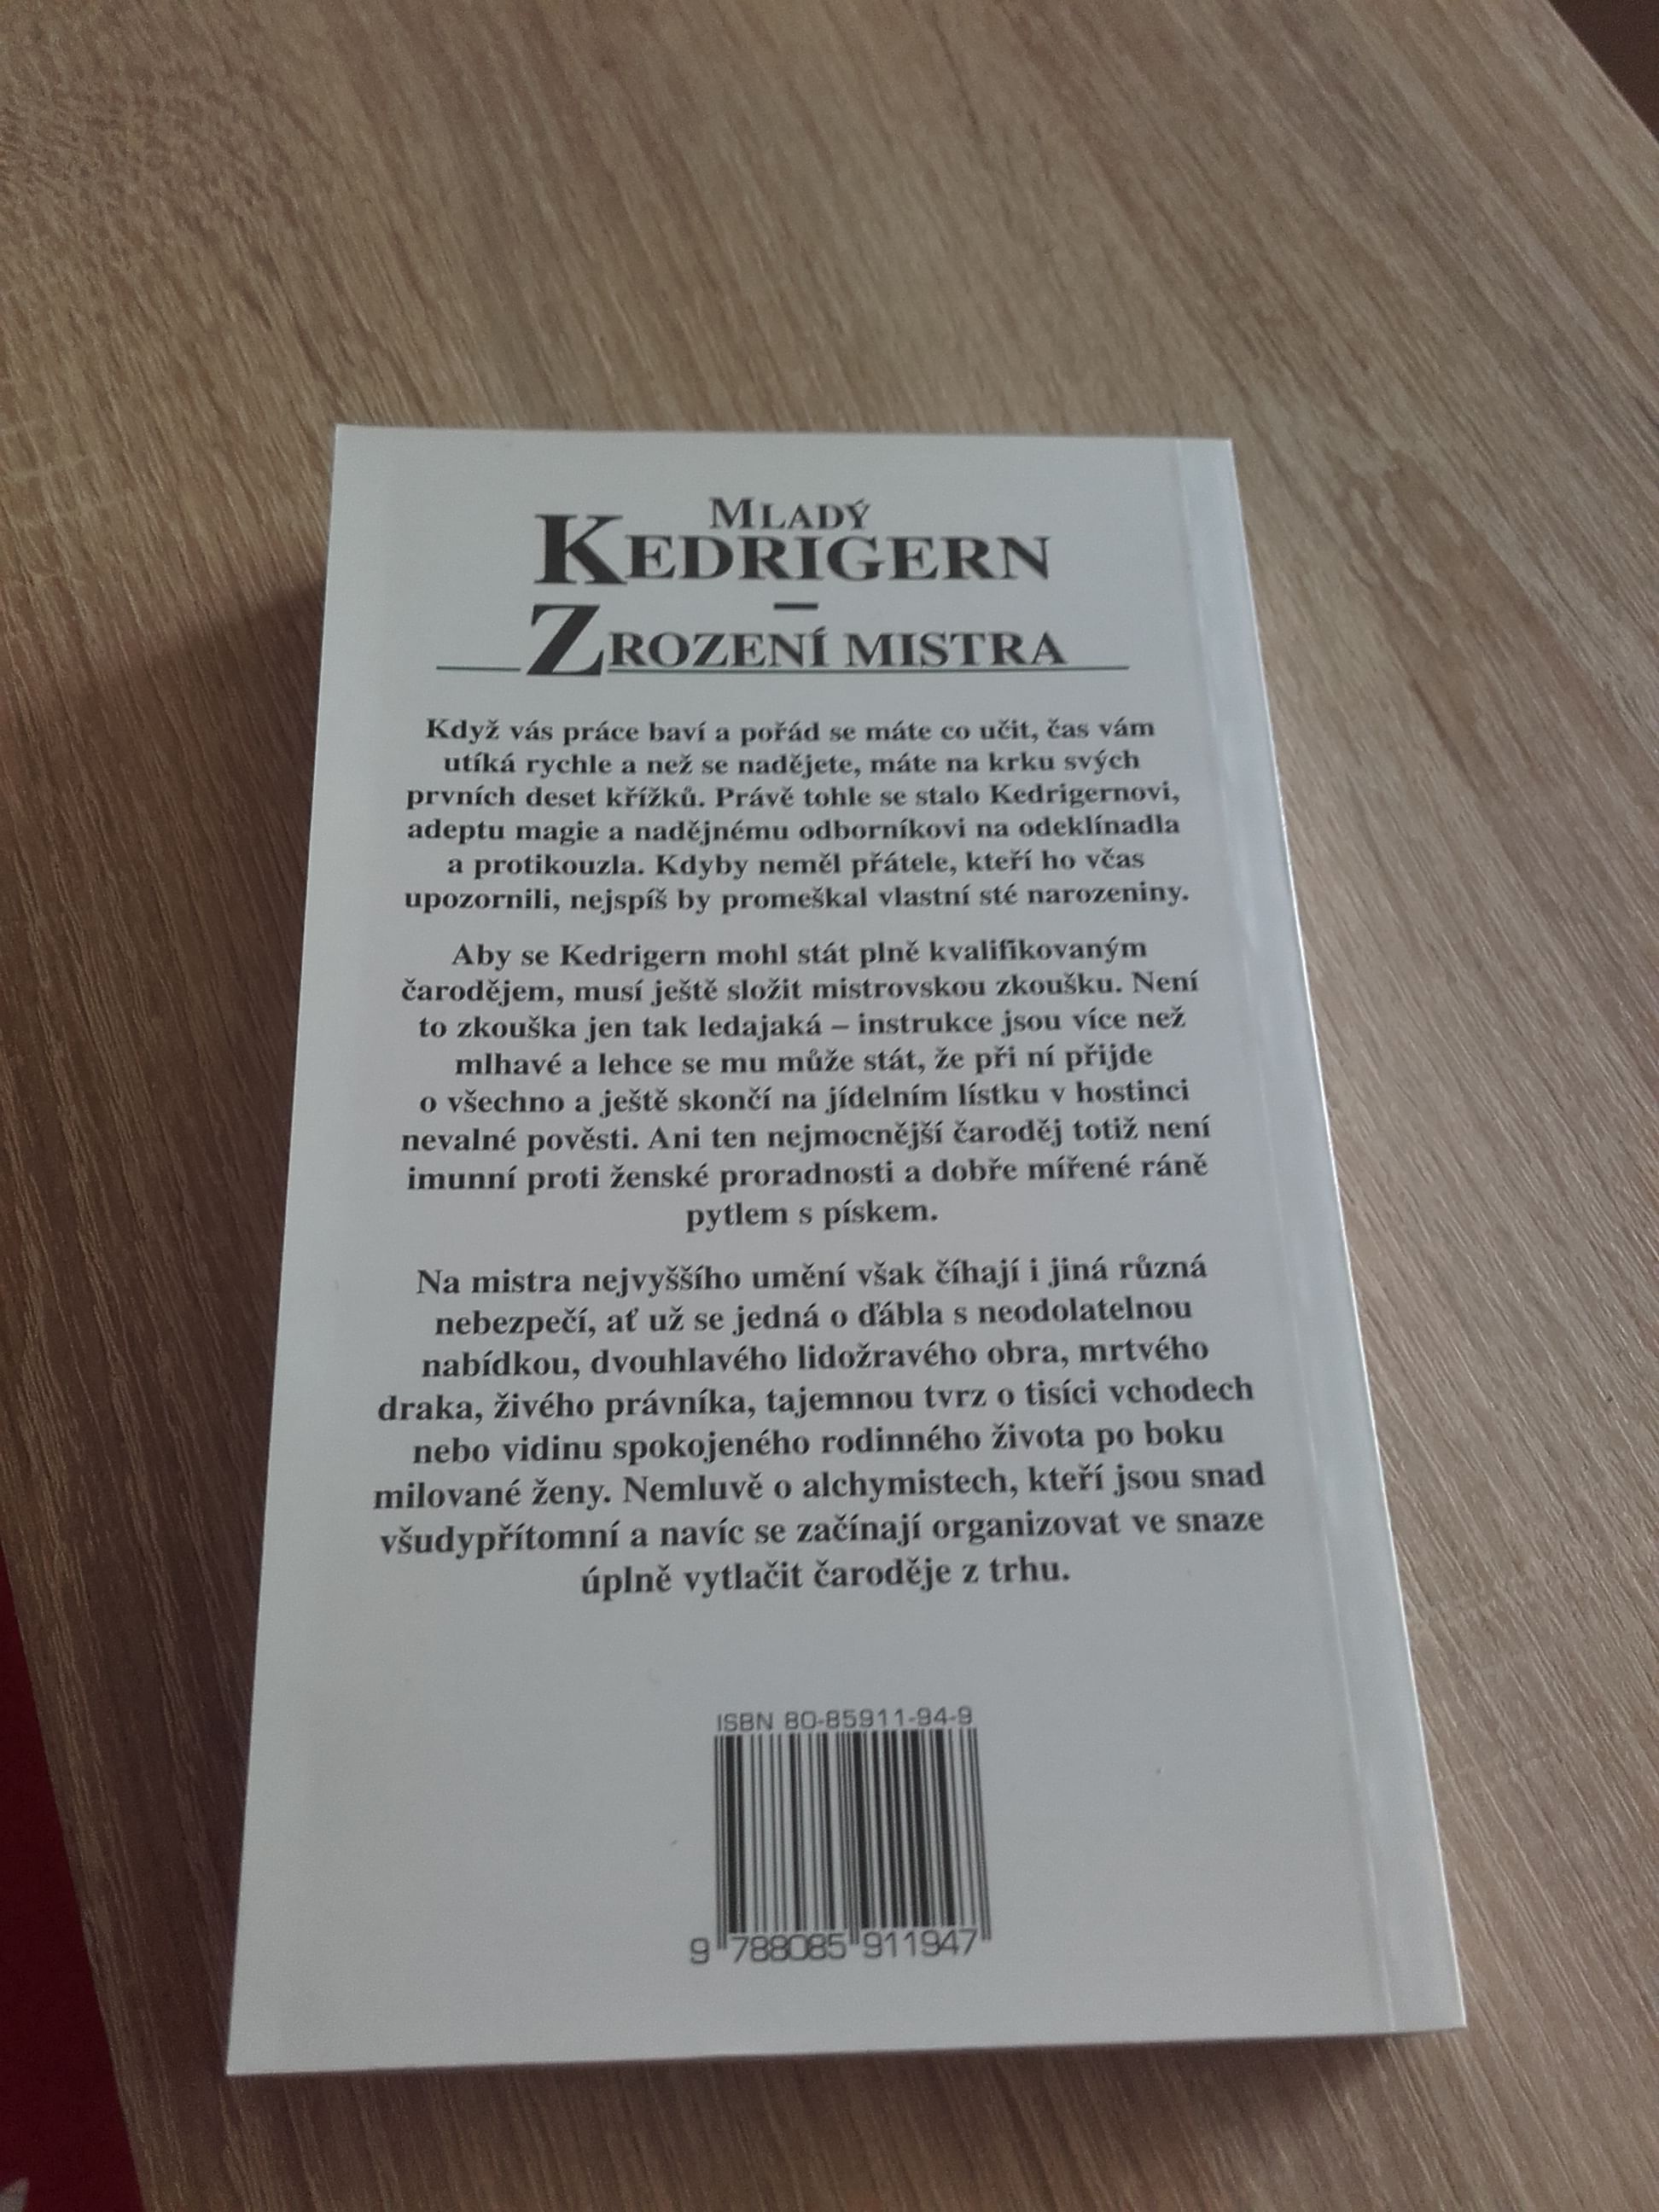 MLADÝ
KEDRIGERN
–
ZROZENÍ MISTRA
Když vás práce baví a pořád se máte co učit, čas vám
utíká rychle a než se nadějete, máte na krku svých
prvních deset křížků. Právě tohle se stalo Kedrigernovi,
adeptu magie a nadějnému odborníkovi na odeklínadla
a protikouzla. Kdyby neměl přátele, kteří ho včas
upozornili, nejspíš by promeškal vlastní sté narozeniny.
Aby se Kedrigern mohl stát plně kvalifikovaným
čarodějem, musí ještě složit mistrovskou zkoušku. Není
to zkouška jen tak ledajaká – instrukce jsou více než
mlhavé a lehce se mu může stát, že při ní přijde
o všechno a ještě skončí na jídelním lístku v hostinci
nevalné pověsti. Ani ten nejmocnější čaroděj totiž není
imunní proti ženské proradnosti a dobře mířené ráně
pytlem s pískem.
Na mistra nejvyššího umění však číhají i jiná různá
nebezpečí, ať už se jedná o ďábla s neodolatelnou
nabídkou, dvouhlavého lidožravého obra, mrtvého
draka, živého právníka, tajemnou tvrz o tisíci vchodech
nebo vidinu spokojeného rodinného života po boku
milované ženy. Nemluvě o alchymistech, kteří jsou snad
všudypřítomní a navíc se začínají organizovat ve snaze
úplně vytlačit čaroděje z trhu.
ISBN 80-85911-94-9
9 788085 911947